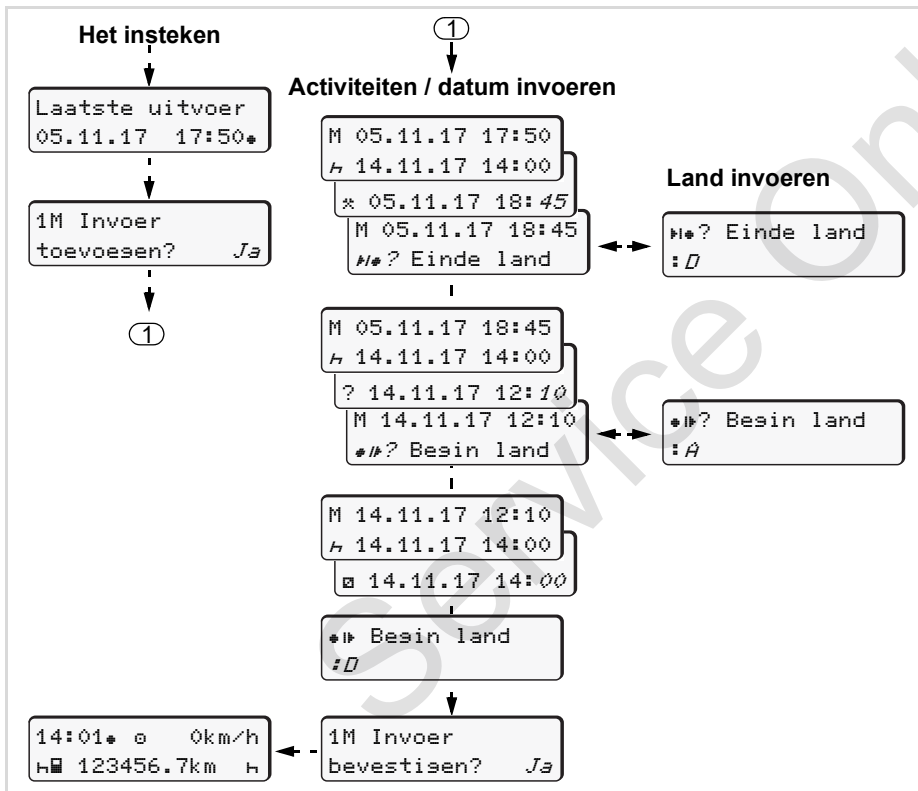 Het insteken
Laatste uitvoer
05.11.17 17:50
1M Invoer
toevoegen? Ja
1
1
Activiteiten / datum invoeren
M 05.11.17 17:50
14.11.17 14:00
05.11.17 18:45
M 05.11.17 18:45
? Einde land
Land invoeren
? Einde land
:D
M 05.11.17 18:45
14.11.17 14:00
? 14.11.17 12:10
M 14.11.17 12:10
? Begin land
? Begin land
:A
M 14.11.17 12:10
14.11.17 14:00
14.11.17 14:00
Begin land
:D
1M Invoer
bevestigen? Ja
14:01 0km/h
123456.7km
Service On